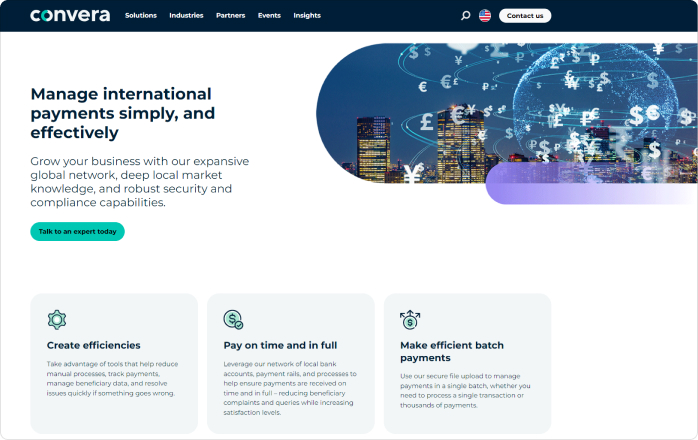 convera
Solutions
Industries
Partners
Events
Insights
Contact us
Manage international
payments simply, and
effectively
Grow your business with our expansive
global network, deep local market
knowledge, and robust security and
compliance capabilities.
Talk to an expert today
Create efficiencies
Take advantage of tools that help reduce
manual processes, track payments,
manage beneficiary data, and resolve
issues quickly if something goes wrong.
Pay on time and in full
Leverage our network of local bank
accounts, payment rails, and processes to
help ensure payments are received on
time and in full – reducing beneficiary
complaints and queries while increasing
satisfaction levels.
Make efficient batch
payments
Use our secure file upload to manage
payments in a single batch, whether you
need to process a single transaction or
thousands of payments.